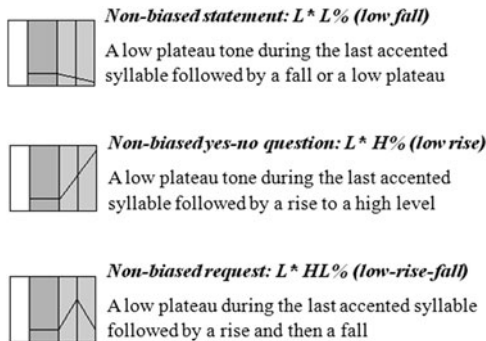 Non-biased statement: L* L% (low fall)
A low plateau tone during the last accented
syllable followed by a fall or a low plateau
Non-biased yes-no question: L* H% (low rise)
A low plateau tone during the last accented
syllable followed by a rise to a high level
Non-biased request: L* HL% (low-rise-fall)
A low plateau during the last accented syllable
followed by a rise and then a fall